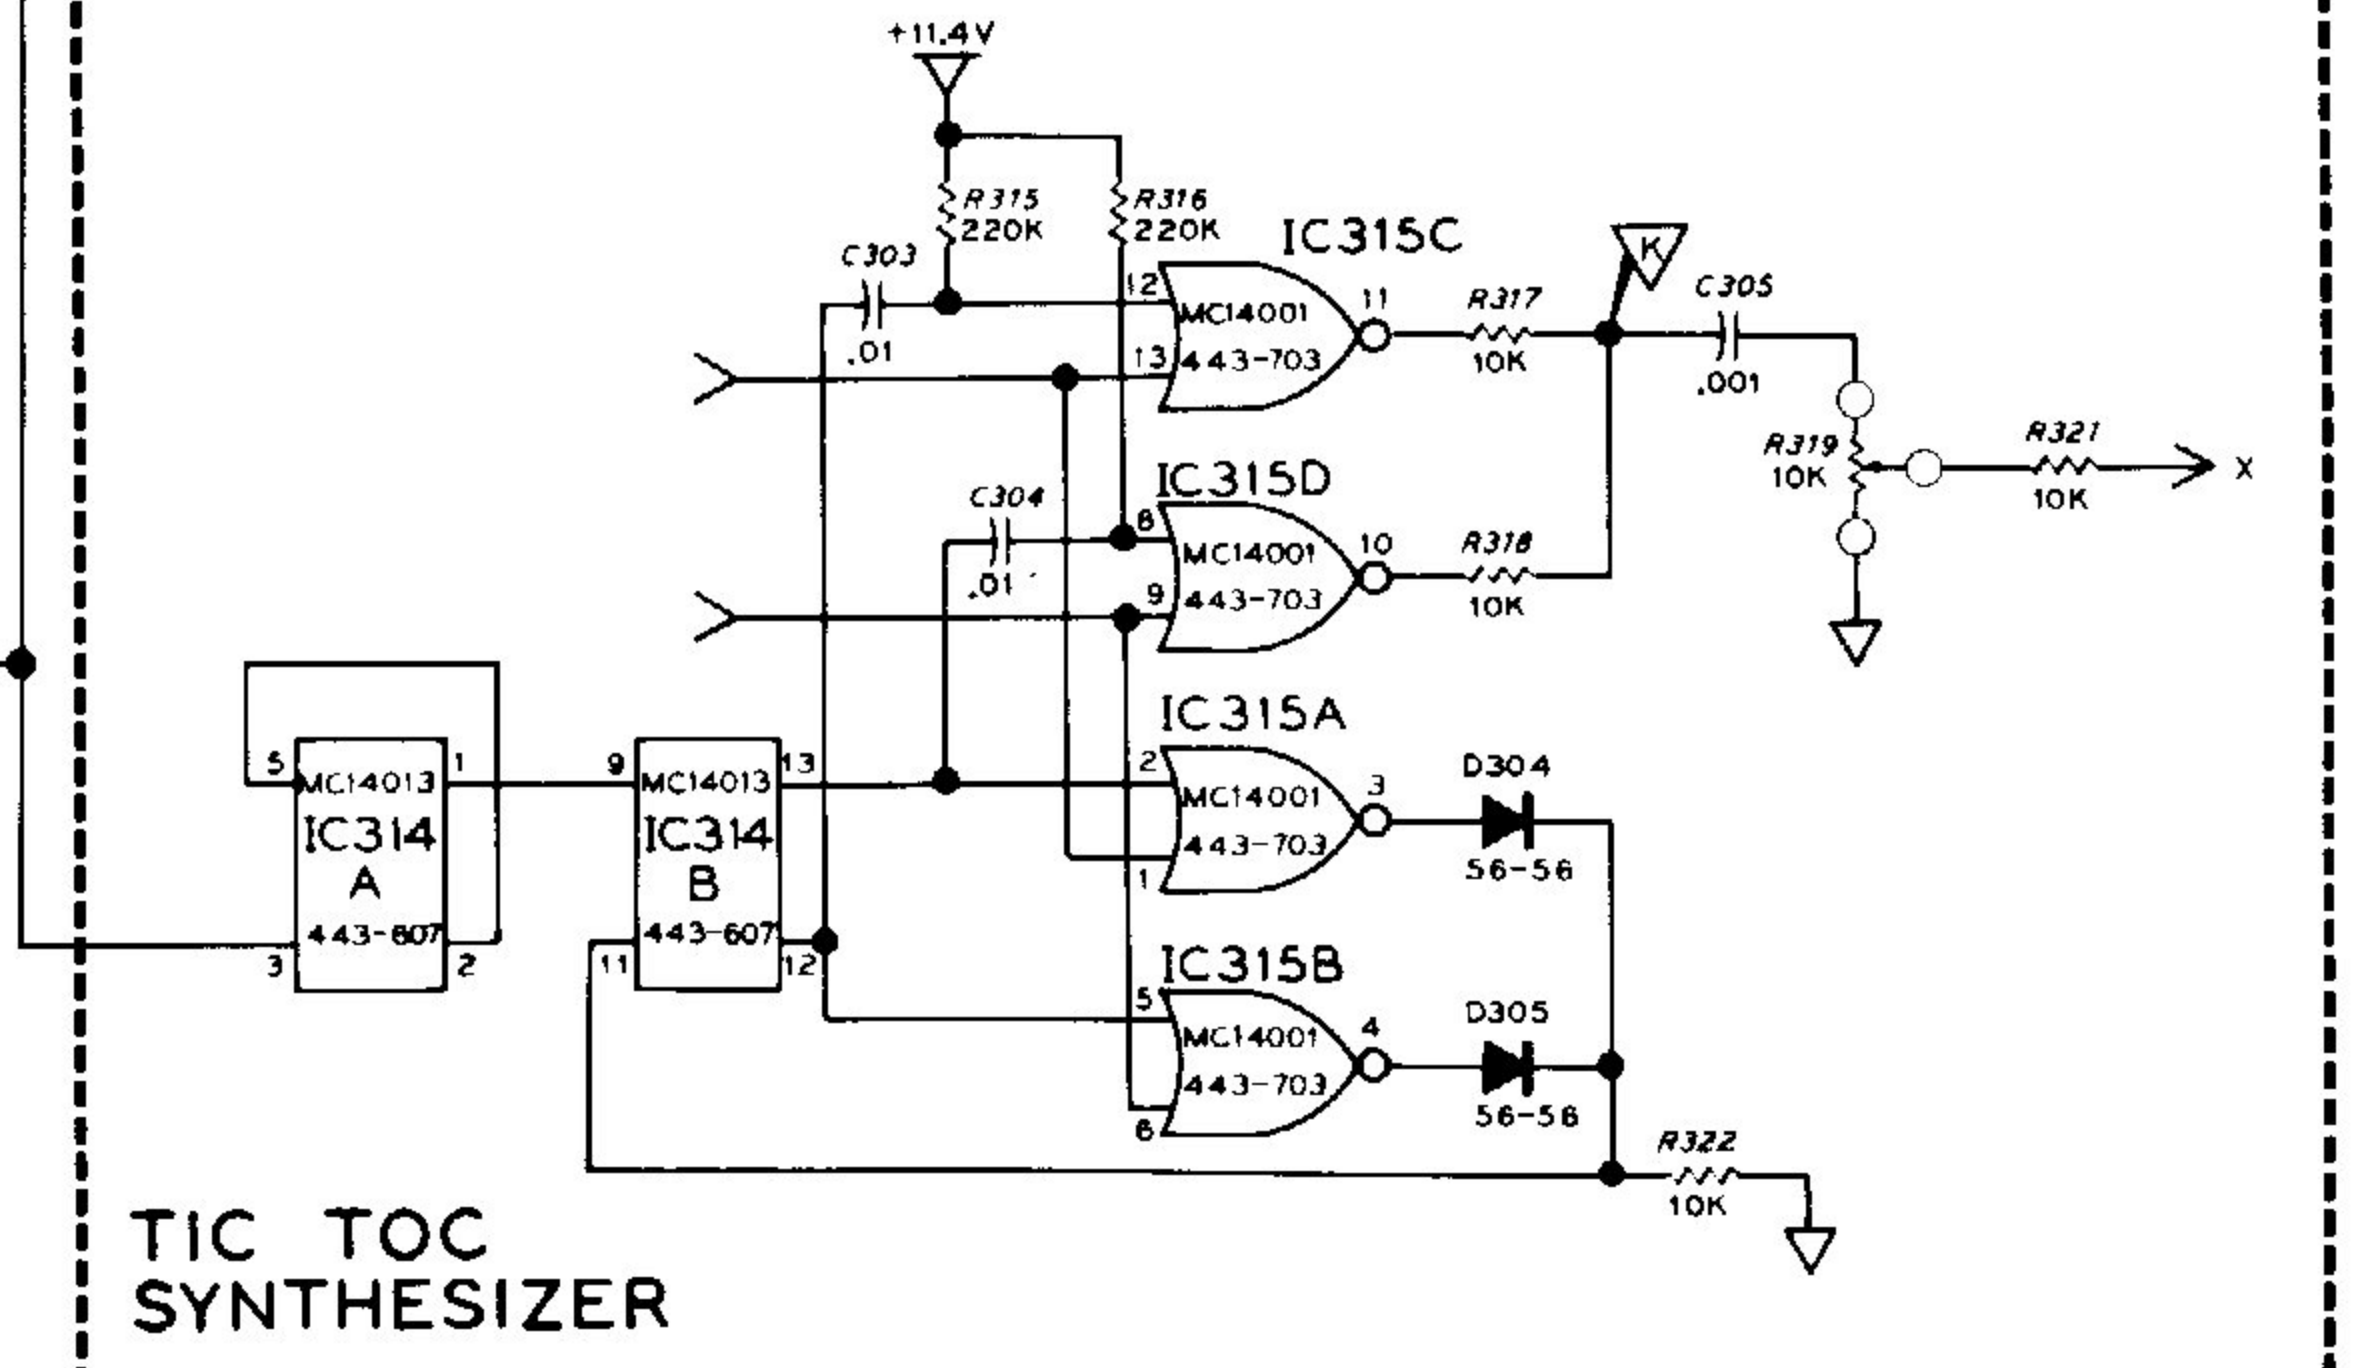 +11.4V
R315
220K
R316
220K
IC315C
K
C303
.01
12
13
MC14001
443-703
11
R317
10K
C305
.001
R319
10K
R321
10K
X
IC315D
C304
.01
8
9
MC14001
443-703
10
R318
10K
IC315A
5
MC14013
1
IC314
A
443-607
3
2
9
MC14013
13
IC314
B
443-607
11
12
2
MC14001
443-703
1
3
D304
56-56
IC315B
5
MC14001
443-703
6
4
D305
56-56
R322
10K
TIC TOC
SYNTHESIZER